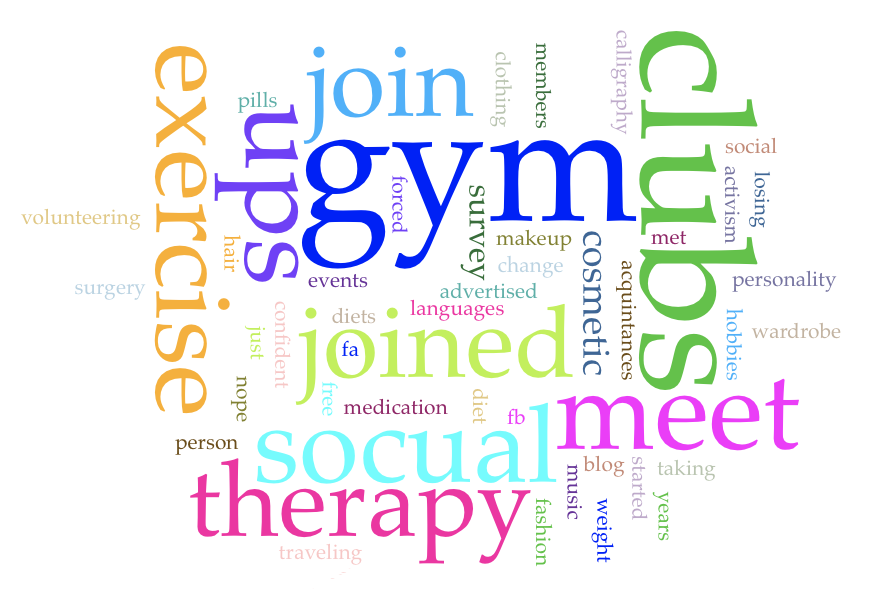 calligraphy
clubs
exercise
join
members
clothing
pills
ups
gym
social
activism
losing
forced
survey
volunteering
hair
makeup
met
cosmetic
change
acquintances
events
personality
surgery
advertised
languages
confident
diets
joined
hobbies
wardrobe
just
fa
nope
free
medication
diet
fb
meet
person
socual
therapy
blog
started
taking
music
years
weight
fashion
traveling